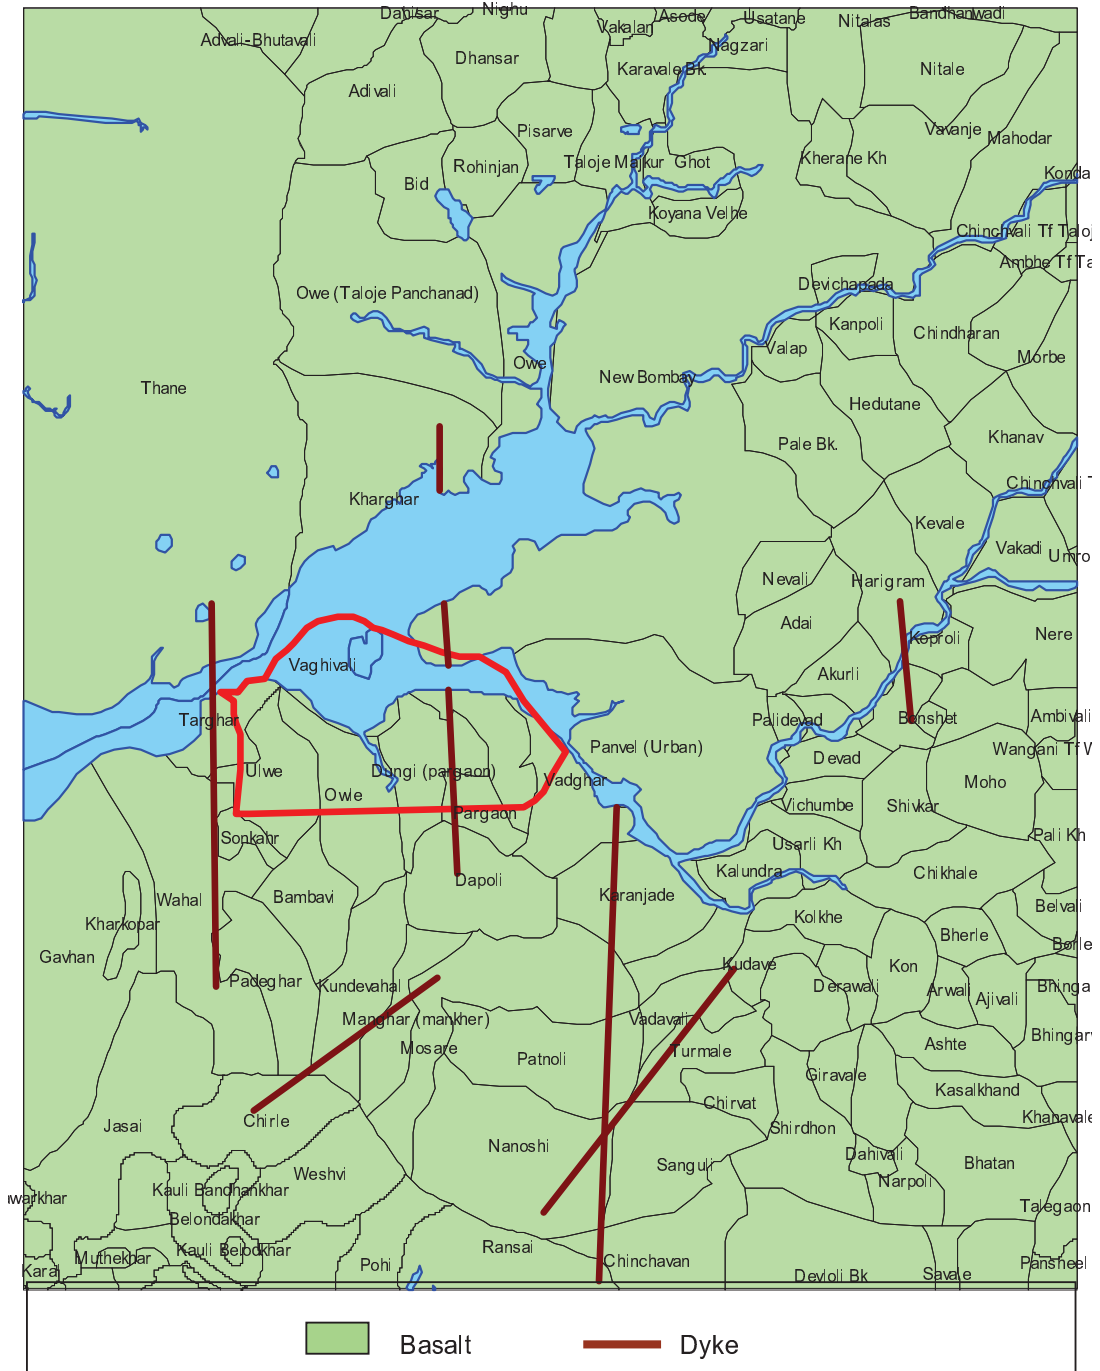 Dahisar
Nighu
Asode
Usatane
Nitalas
Bandhanwadi
Advali-Bhutavali
Vakalan
Nagzari
Dhansar
Karavale Bk.
Nitale
Adivali
Pisarve
Vavanje
Mahodar
Rohinjan
Taloje Majkur
Ghot
Kherane Kh
Bid
Konda
Koyana Velhe
Chinchvali Tf Taloj
Ambhe Tf Ta
Owe (Taloje Panchanad)
Devichapada
Kanpoli
Chindharan
Valap
Morbe
Owe
New Bombay
Thane
Hedutane
Pale Bk.
Khanav
Kharghar
Chinchvali T
Kevale
Vakadi
Umro
Nevali
Harigram
Adai
Koproli
Nere
Vaghivali
Akurli
Targhar
Palidevad
Bonshet
Ambivali
Panvel (Urban)
Wangani Tf W
Devad
Ulwe
Dungi (pargaon)
Vadghar
Moho
Owle
Vichumbe
Shivkar
Pargaon
Sonkahr
Usarli Kh
Pali Kh
Kalundra
Chikhale
Dapoli
Wahal
Bambavi
Karanjade
Belvali
Kharkopar
Kolkhe
Bherle
Borle
Gavhan
Kudave
Kon
Padeghar
Kundevahal
Derawali
Arwali
Ajivali
Bhinga
Manghar (mankher)
Vadavali
Bhingar
Mosare
Patnoli
Turmale
Ashte
Giravale
Kasalkhand
Chirvat
Khanavale
Chirle
Jasai
Shirdhon
Nanoshi
Dahivali
Bhatan
Weshvi
Sanguli
Narpoli
Kauli Bandhankhar
Talegaon
Belondakhar
Kauli Belodkhar
Ransai
Muthekhar
Pohi
Chinchavan
Pansheel
Karal
Devloli Bk
Savale
Basalt
Dyke